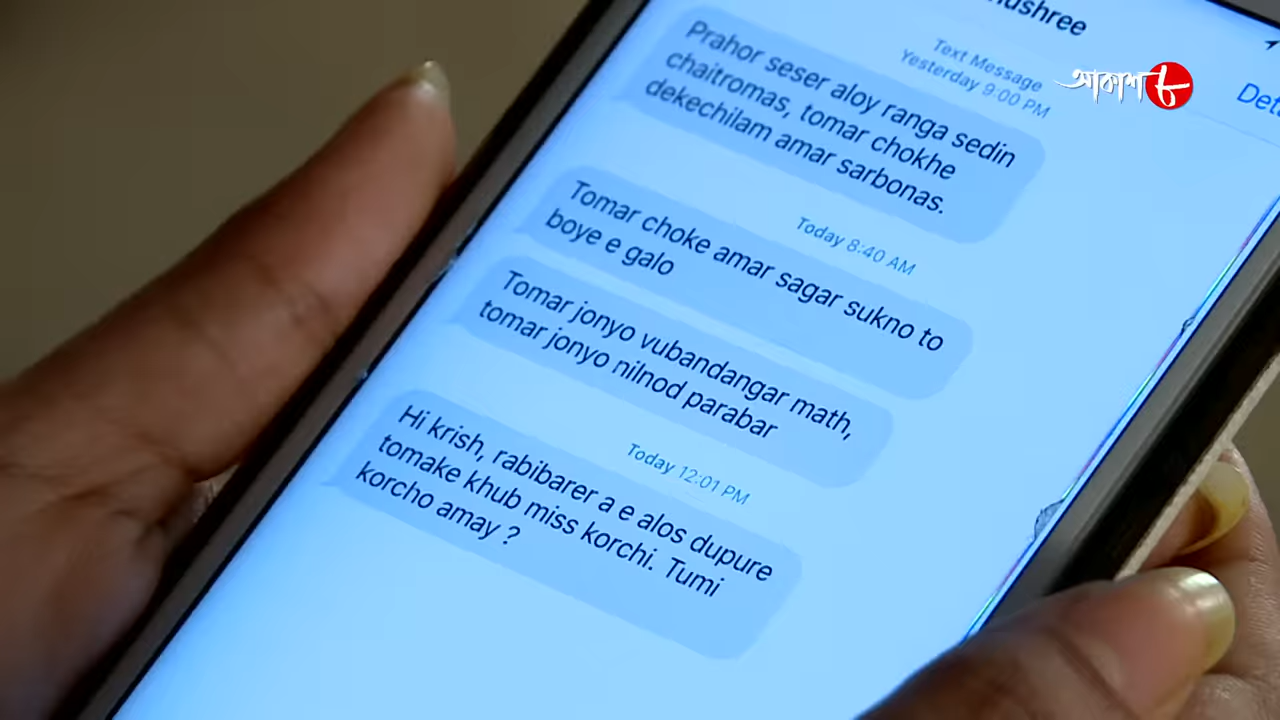 আকাশ ৮
Text Message
Yesterday 9:00 PM
Prahor seser aloy ranga sedin
chaitromas, tomar chokhe
dekechilam amar sarbonas.
Today 8:40 AM
Tomar choke amar sagar sukno to
boye e galo
Tomar jonyo vubandangar math,
tomar jonyo nilnod parabar
Today 12:01 PM
Hi krish, rabibarer a e alos dupure
tomake khub miss korchi. Tumi
korcho amay ?